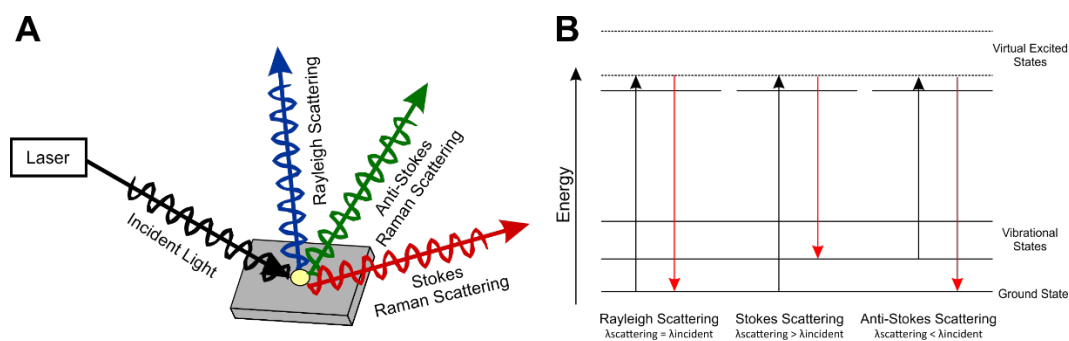 A
Laser
Incident Light
Rayleigh Scattering
Anti-Stokes
Raman Scattering
Stokes
Raman Scattering
B
Energy
Virtual Excited
States
Vibrational
States
Ground State
Rayleigh Scattering
λscattering = λincident
Stokes Scattering
λscattering > λincident
Anti-Stokes Scattering
λscattering < λincident